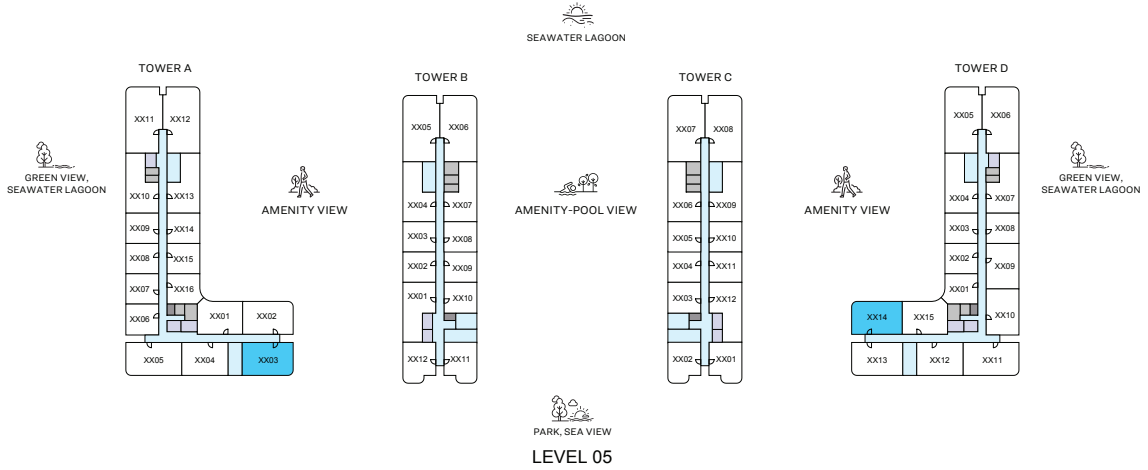 SEAWATER LAGOON
TOWER A
TOWER B
TOWER C
TOWER D
XX11 XX12
XX10 XX13
XX09 XX14
XX08 XX15
XX07 XX16
XX06 XX01 XX02
XX05 XX04 XX03
XX05 XX06
XX04 XX07
XX03 XX08
XX02 XX09
XX01 XX10
XX12 XX11
XX07 XX08
XX06 XX09
XX05 XX10
XX04 XX11
XX03 XX12
XX02 XX01
XX05 XX06
XX04 XX07
XX03 XX08
XX02 XX09
XX01
XX14 XX15 XX10
XX13 XX12 XX11
GREEN VIEW,
SEAWATER LAGOON
AMENITY VIEW
AMENITY-POOL VIEW
AMENITY VIEW
GREEN VIEW,
SEAWATER LAGOON
PARK, SEA VIEW
LEVEL 05